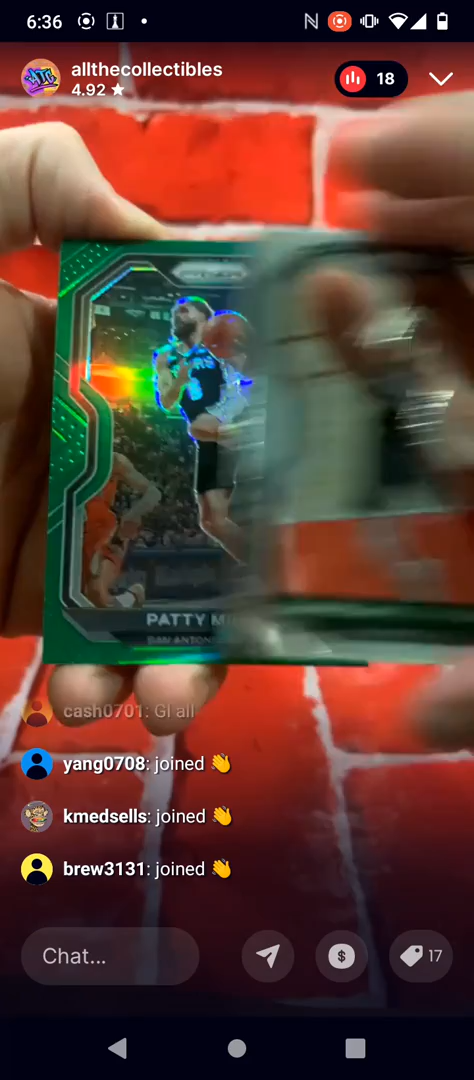 6:36
allthecollectibles
4.92 ★
18
PRIZM
PATTY
SAN ANTONIO
cash0701: Gl all
yang0708: joined 👋
kmedsells: joined 👋
brew3131: joined 👋
Chat...
17